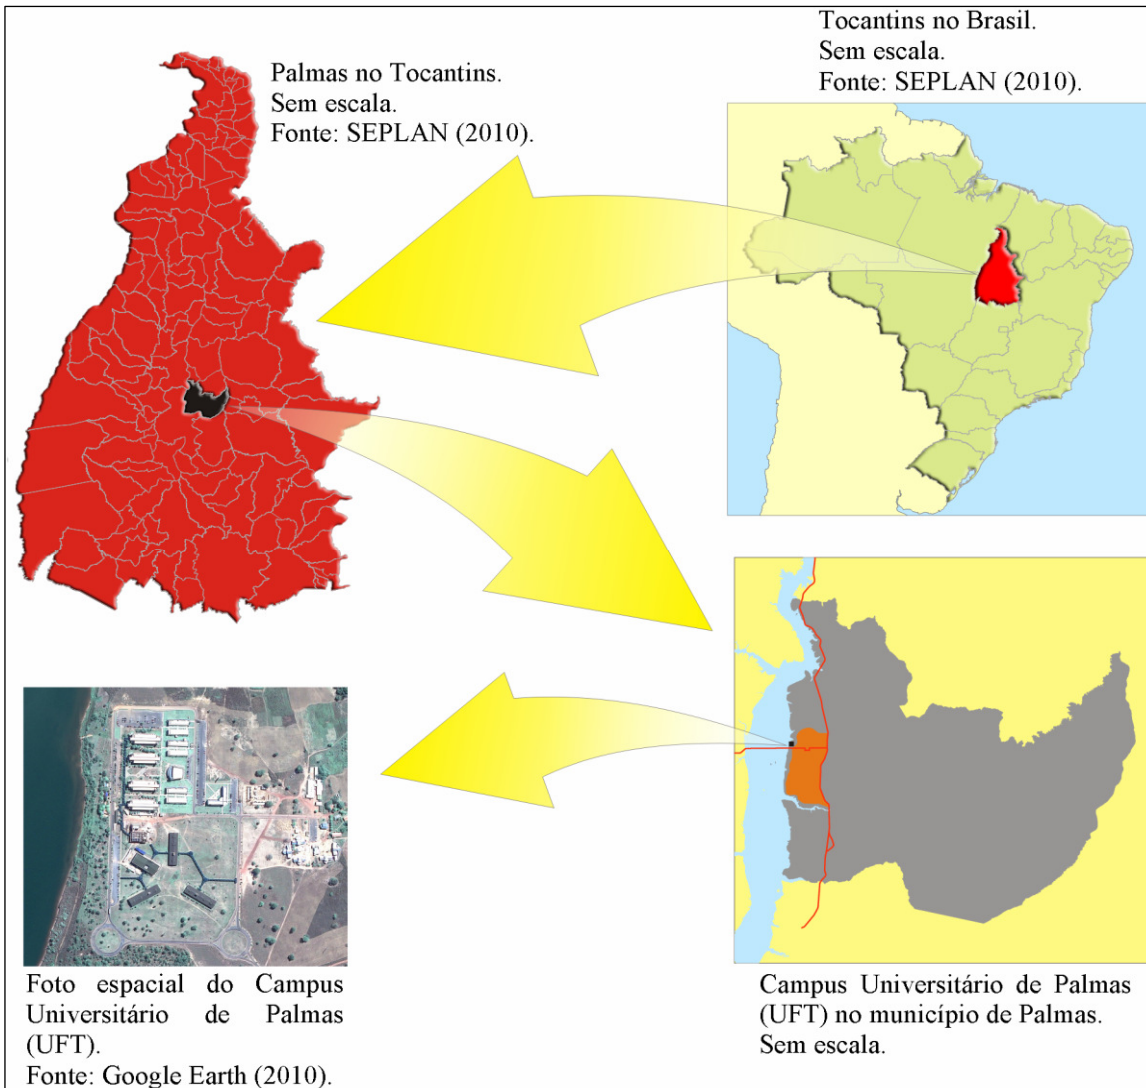 Palmas no Tocantins.
Sem escala.
Fonte: SEPLAN (2010).
Tocantins no Brasil.
Sem escala.
Fonte: SEPLAN (2010).
Foto espacial do Campus
Universitário de Palmas
(UFT).
Fonte: Google Earth (2010).
Campus Universitário de Palmas
(UFT) no município de Palmas.
Sem escala.